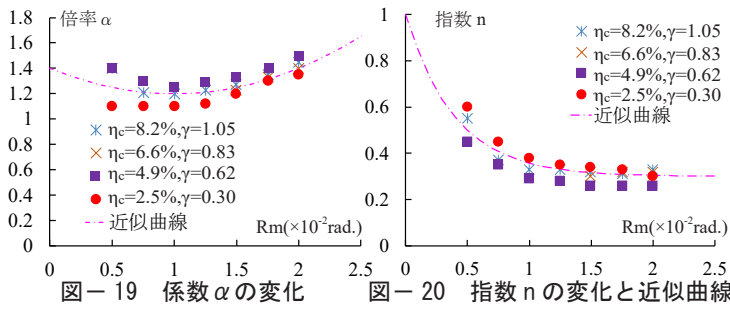 倍率 α
1.8
1.6
1.4
1.2
1
0.8
0.6
0.4
0.2
0
ηc=8.2%,γ=1.05
ηc=6.6%,γ=0.83
ηc=4.9%,γ=0.62
ηc=2.5%,γ=0.30
近似曲線
Rm(×10⁻²rad.)
0 0.5 1 1.5 2 2.5
図－19 係数αの変化
指数 n
1
0.8
0.6
0.4
0.2
0
ηc=8.2%,γ=1.05
ηc=6.6%,γ=0.83
ηc=4.9%,γ=0.62
ηc=2.5%,γ=0.30
近似曲線
Rm(×10⁻²rad.)
0 0.5 1 1.5 2 2.5
図－20 指数 n の変化と近似曲線